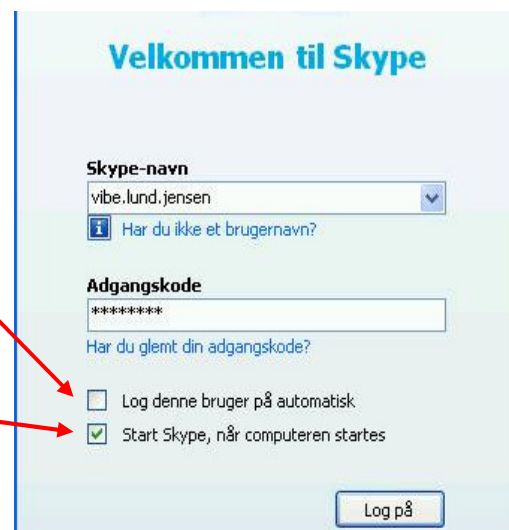 Velkommen til Skype
Skype-navn
vibe.lund.jensen
Har du ikke et brugernavn?
Adgangskode
********
Har du glemt din adgangskode?
Log denne bruger på automatisk
Start Skype, når computeren startes
Log på